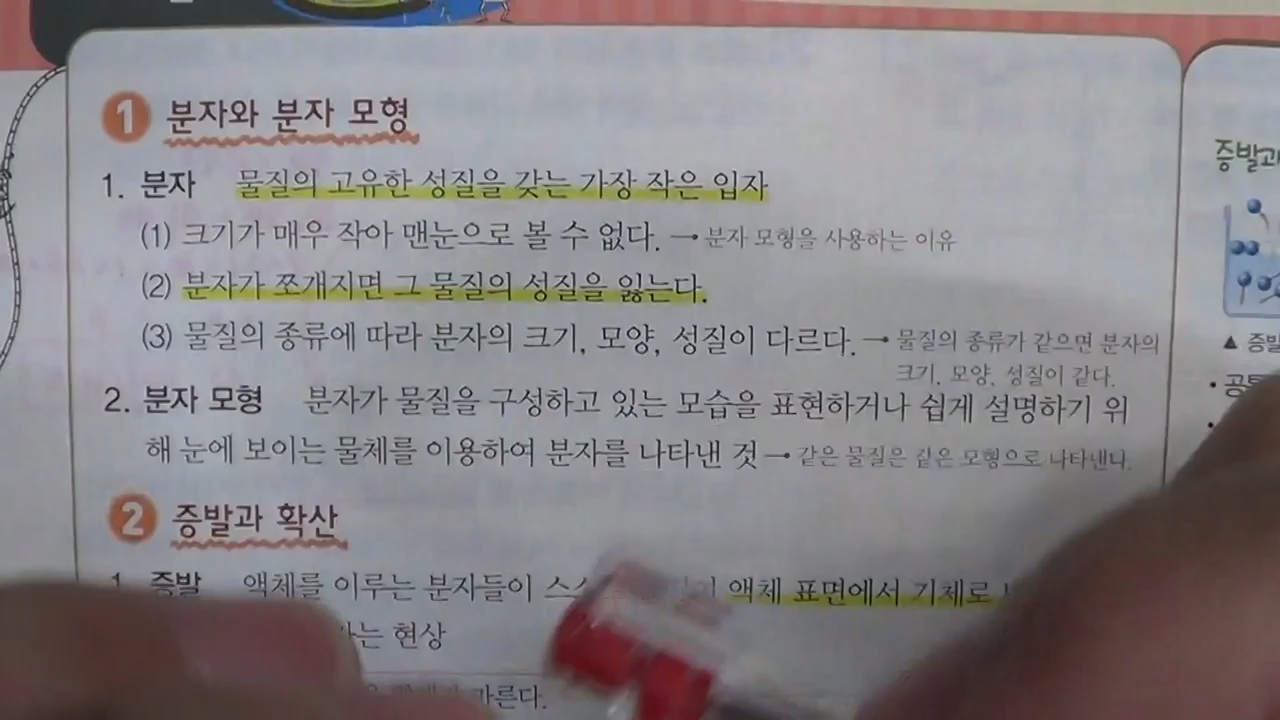 1 분자와 분자 모형
1. 분자 물질의 고유한 성질을 갖는 가장 작은 입자
(1) 크기가 매우 작아 맨눈으로 볼 수 없다. → 분자 모형을 사용하는 이유
(2) 분자가 쪼개지면 그 물질의 성질을 잃는다.
(3) 물질의 종류에 따라 분자의 크기, 모양, 성질이 다르다. → 물질의 종류가 같으면 분자의
크기, 모양, 성질이 같다.
2. 분자 모형 분자가 물질을 구성하고 있는 모습을 표현하거나 쉽게 설명하기 위
해 눈에 보이는 물체를 이용하여 분자를 나타낸 것 → 같은 물질은 같은 모형으로 나타낸다.
2 증발과 확산
1. 증발 액체를 이루는 분자들이 액체 표면에서 기체로
는 현상
마른다.
증발과
▲ 증발